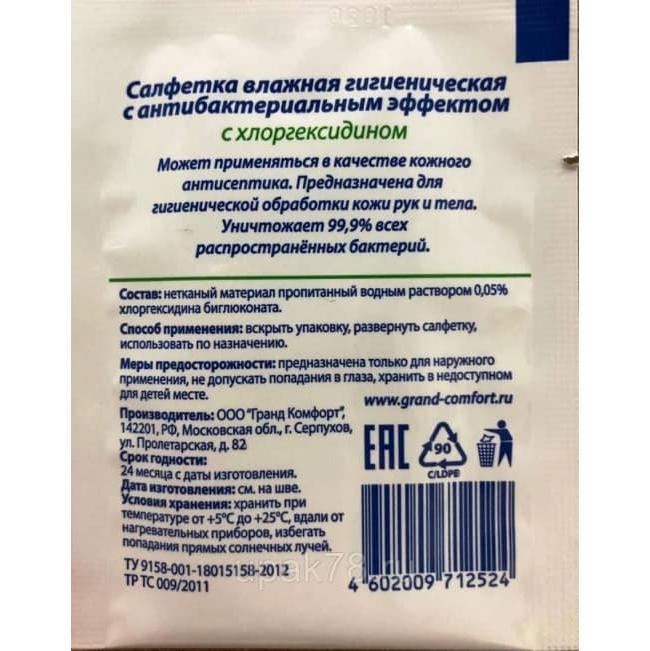 Салфетка влажная гигиеническая
с антибактериальным эффектом
с хлоргексидином
Может применяться в качестве кожного
антисептика. Предназначена для
гигиенической обработки кожи рук и тела.
Уничтожает 99,9% всех
распространённых бактерий.
Состав: нетканый материал пропитанный водным раствором 0,05%
хлоргексидина биглюконата.
Способ применения: вскрыть упаковку, развернуть салфетку,
использовать по назначению.
Меры предосторожности: предназначена только для наружного
применения, не допускать попадания в глаза, хранить в недоступном
для детей месте.
www.grand-comfort.ru
Производитель: ООО "Гранд Комфорт",
142201, РФ, Московская обл., г. Серпухов,
ул. Пролетарская, д. 82
Срок годности:
24 месяца с даты изготовления.
Дата изготовления: см. на шве.
Условия хранения: хранить при
температуре от +5°С до +25°С, вдали от
нагревательных приборов, избегать
попадания прямых солнечных лучей.
ТУ 9158-001-18015158-2012
ТР ТС 009/2011
EAC
90
C/LDPE
4 602009 712524
upak78.ru